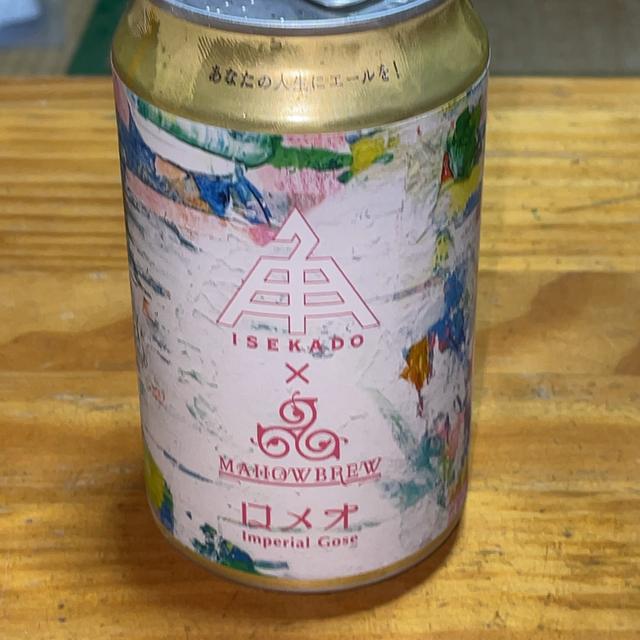 あなたの人生にエールを!
ISEKADO
×
MAHOWBREW
ロメオ
Imperial Gose